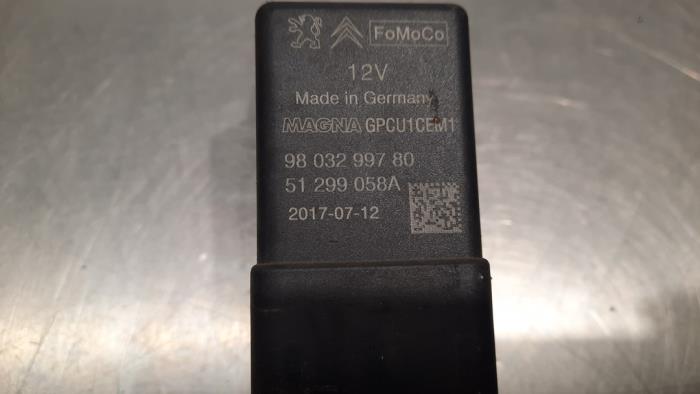 FoMoCo
12V
Made in Germany
MAGNA GPCU1CEM1
98 032 997 80
51 299 058A
2017-07-12